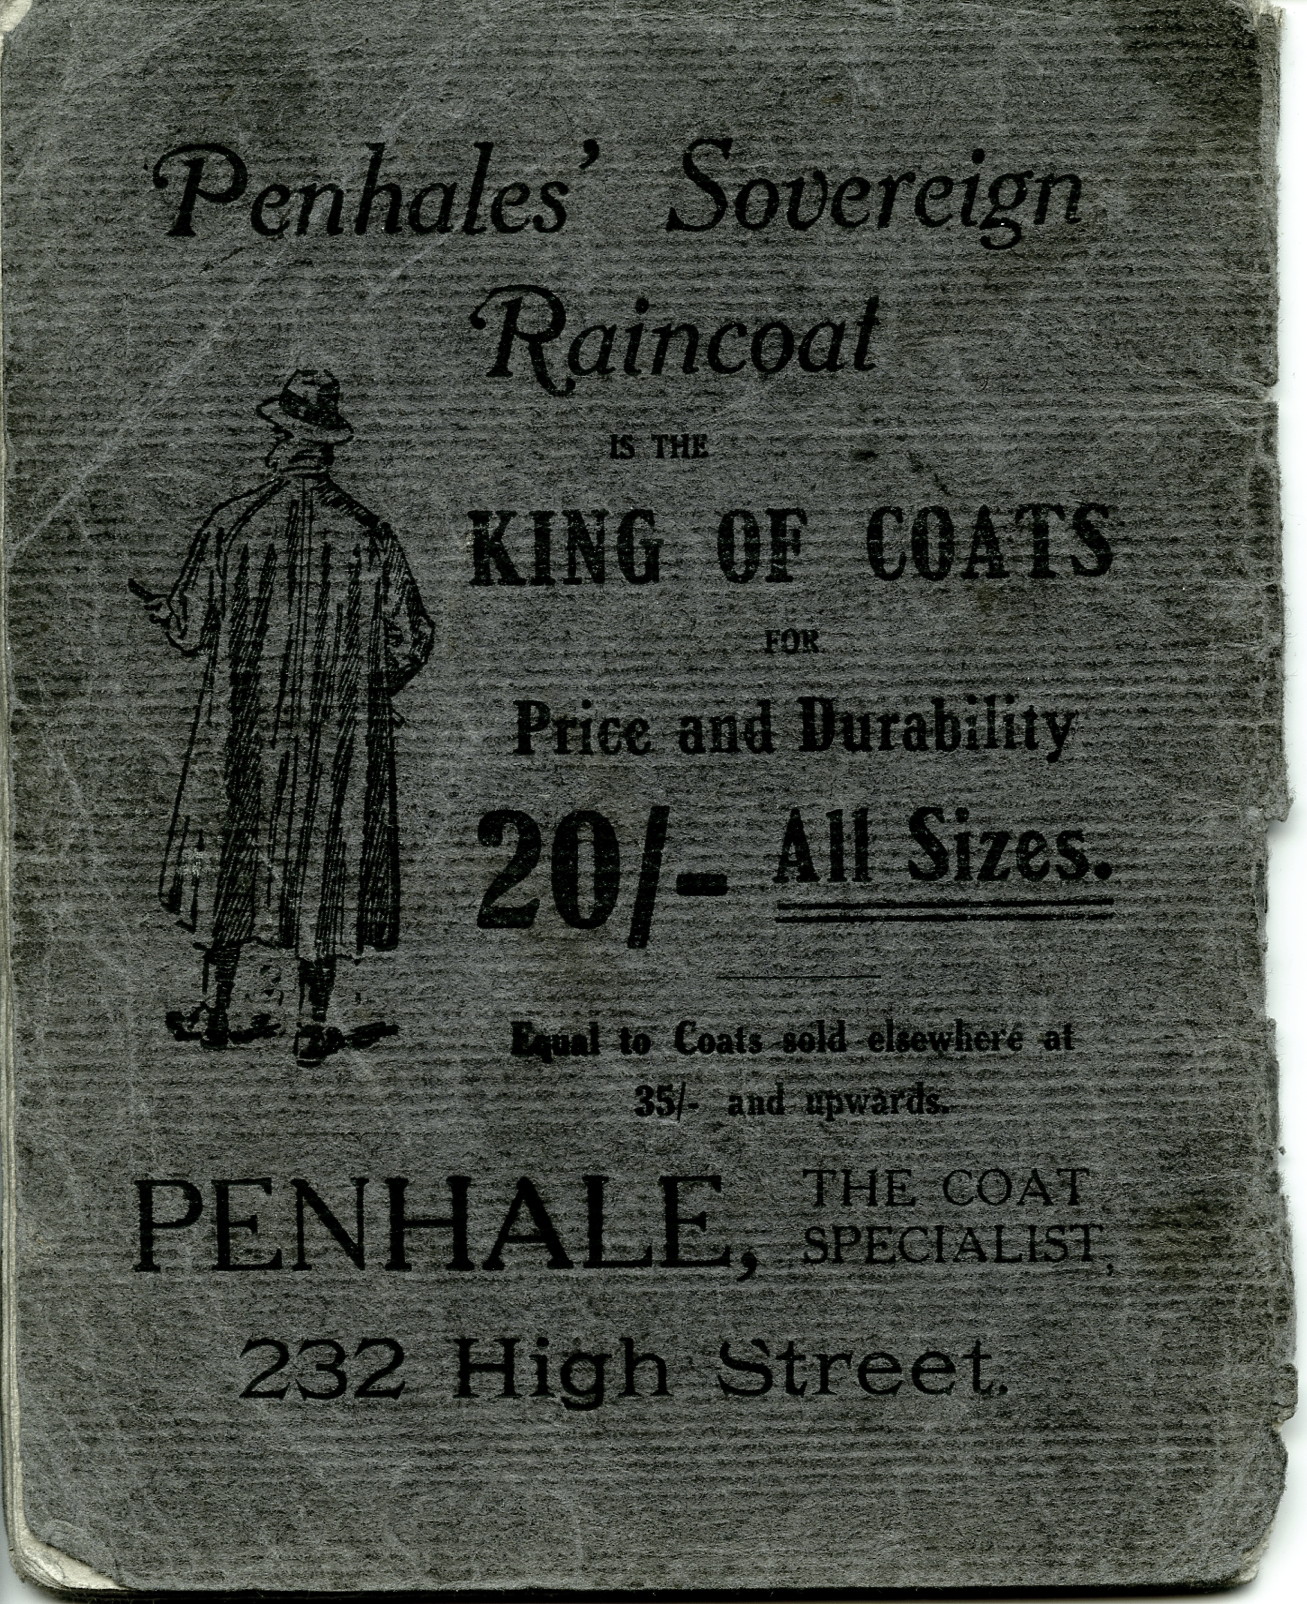 Penhales' Sovereign
Raincoat
IS THE
KING OF COATS
FOR
Price and Durability
20/- All Sizes.
Equal to Coats sold elsewhere at
35/- and upwards.
PENHALE, THE COAT
SPECIALIST,
232 High Street.